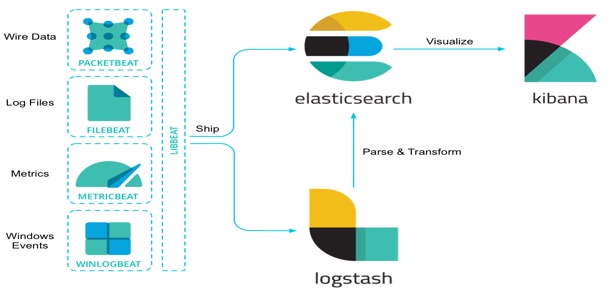 Wire Data
PACKETBEAT
Log Files
FILEBEAT
Metrics
METRICBEAT
Windows
Events
WINLOGBEAT
LIBBEAT
Ship
elasticsearch
Visualize
kibana
Parse & Transform
logstash